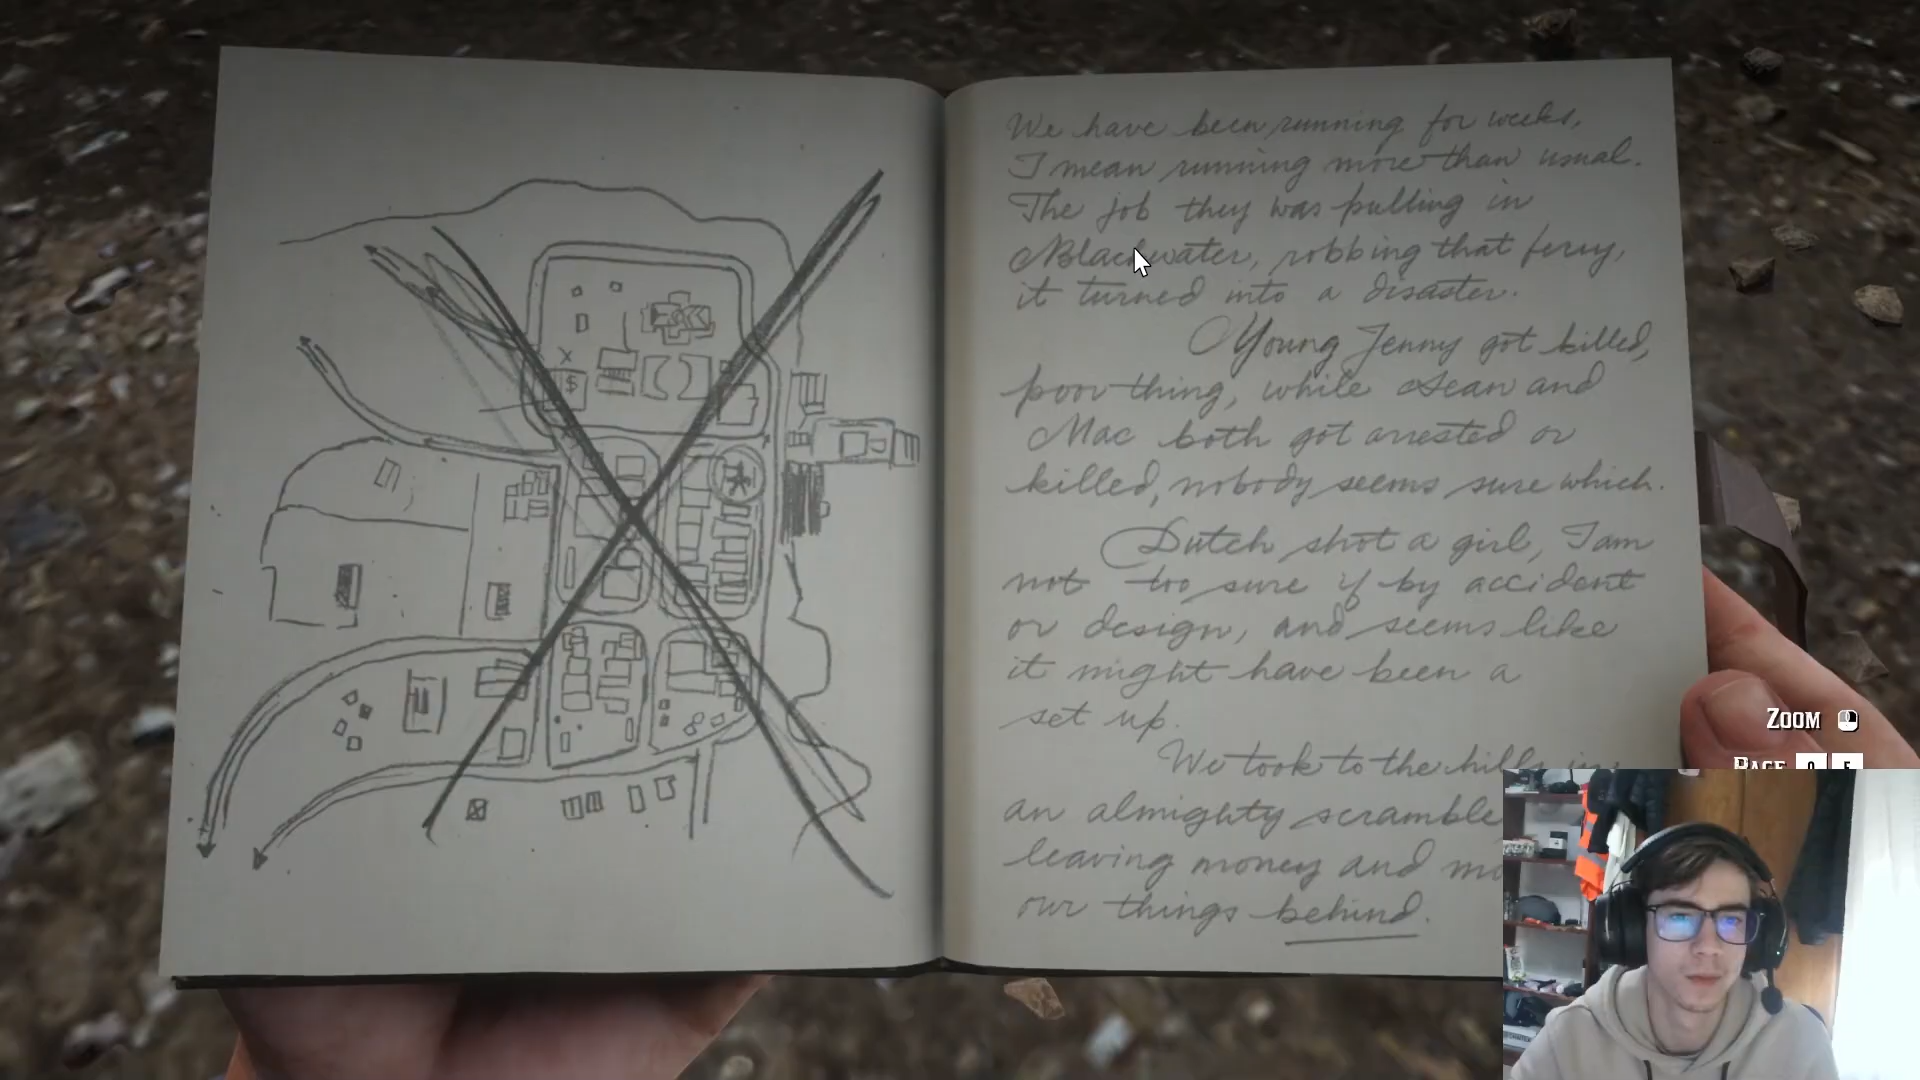 We have been running for weeks,
I mean running more than usual.
The job they was pulling in
Blackwater, robbing that ferry,
it turned into a disaster.
Young Jenny got killed,
poor thing, while Sean and
Mac both got arrested or
killed, nobody seems sure which.
Dutch shot a girl, I am
not too sure if by accident
or design, and seems like
it might have been a
set up.
We took to the hills
an almighty scramble
leaving money and
our things behind.
$
X
ZOOM
PAGE